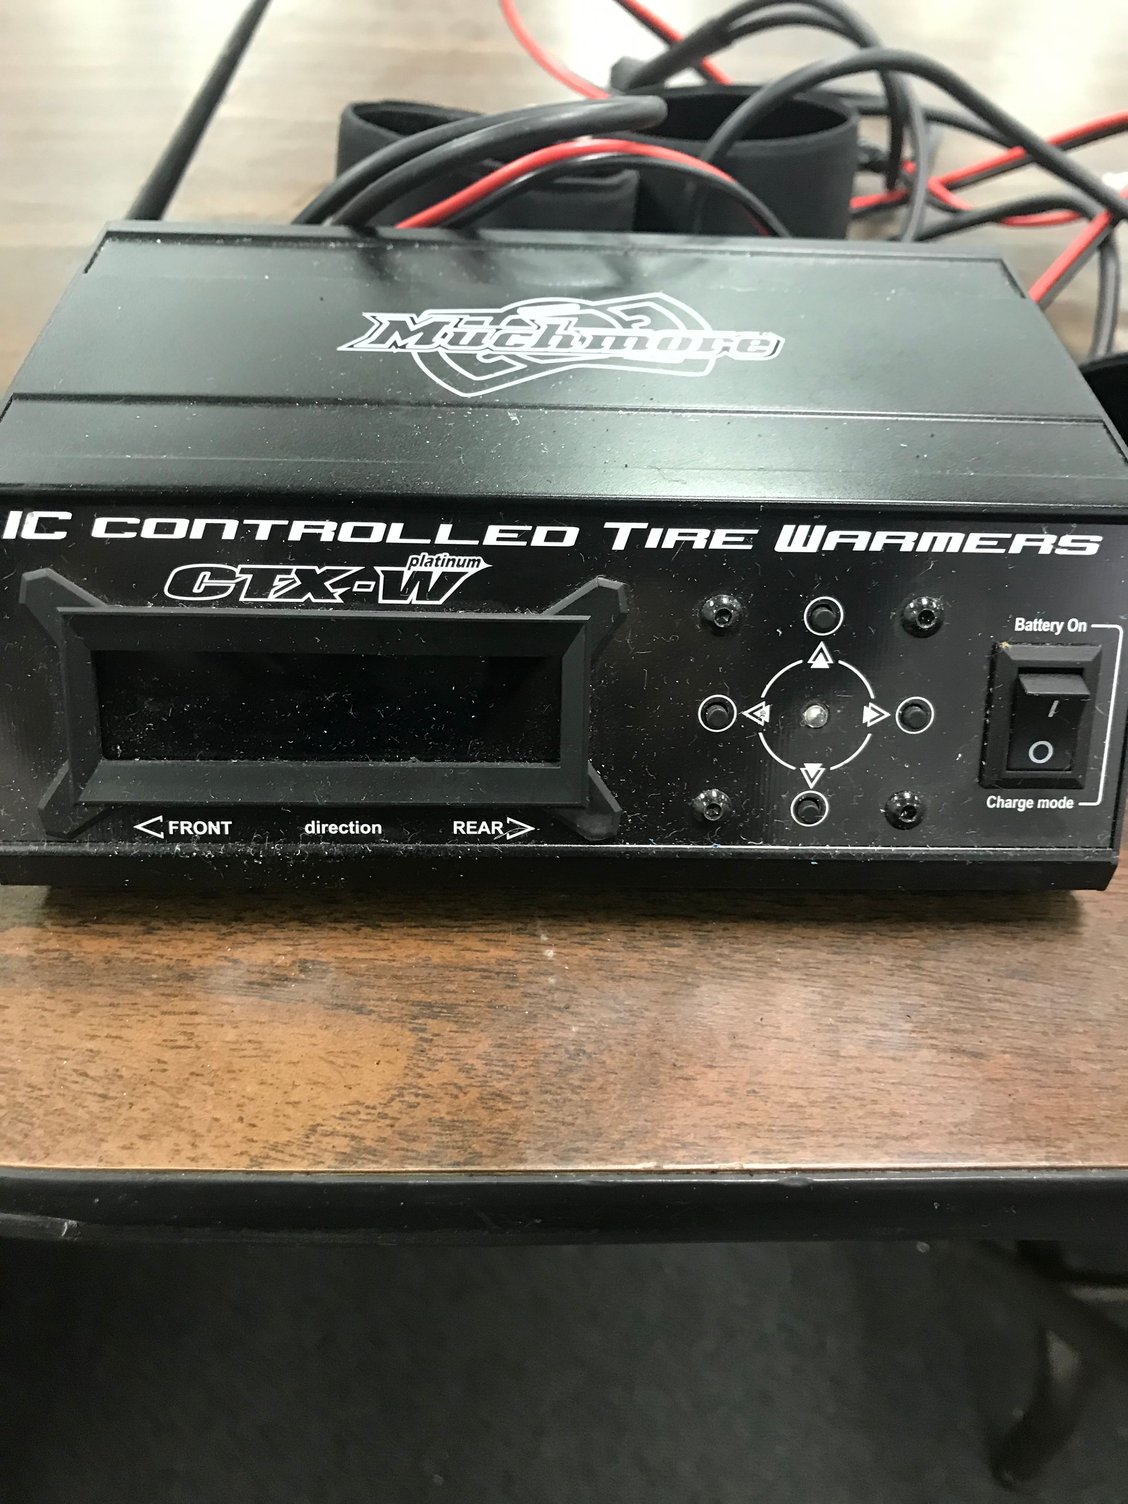 Muchmore
IC CONTROLLED TIRE WARMERS
platinum
CTX-W
Battery On
Charge mode
FRONT direction REAR